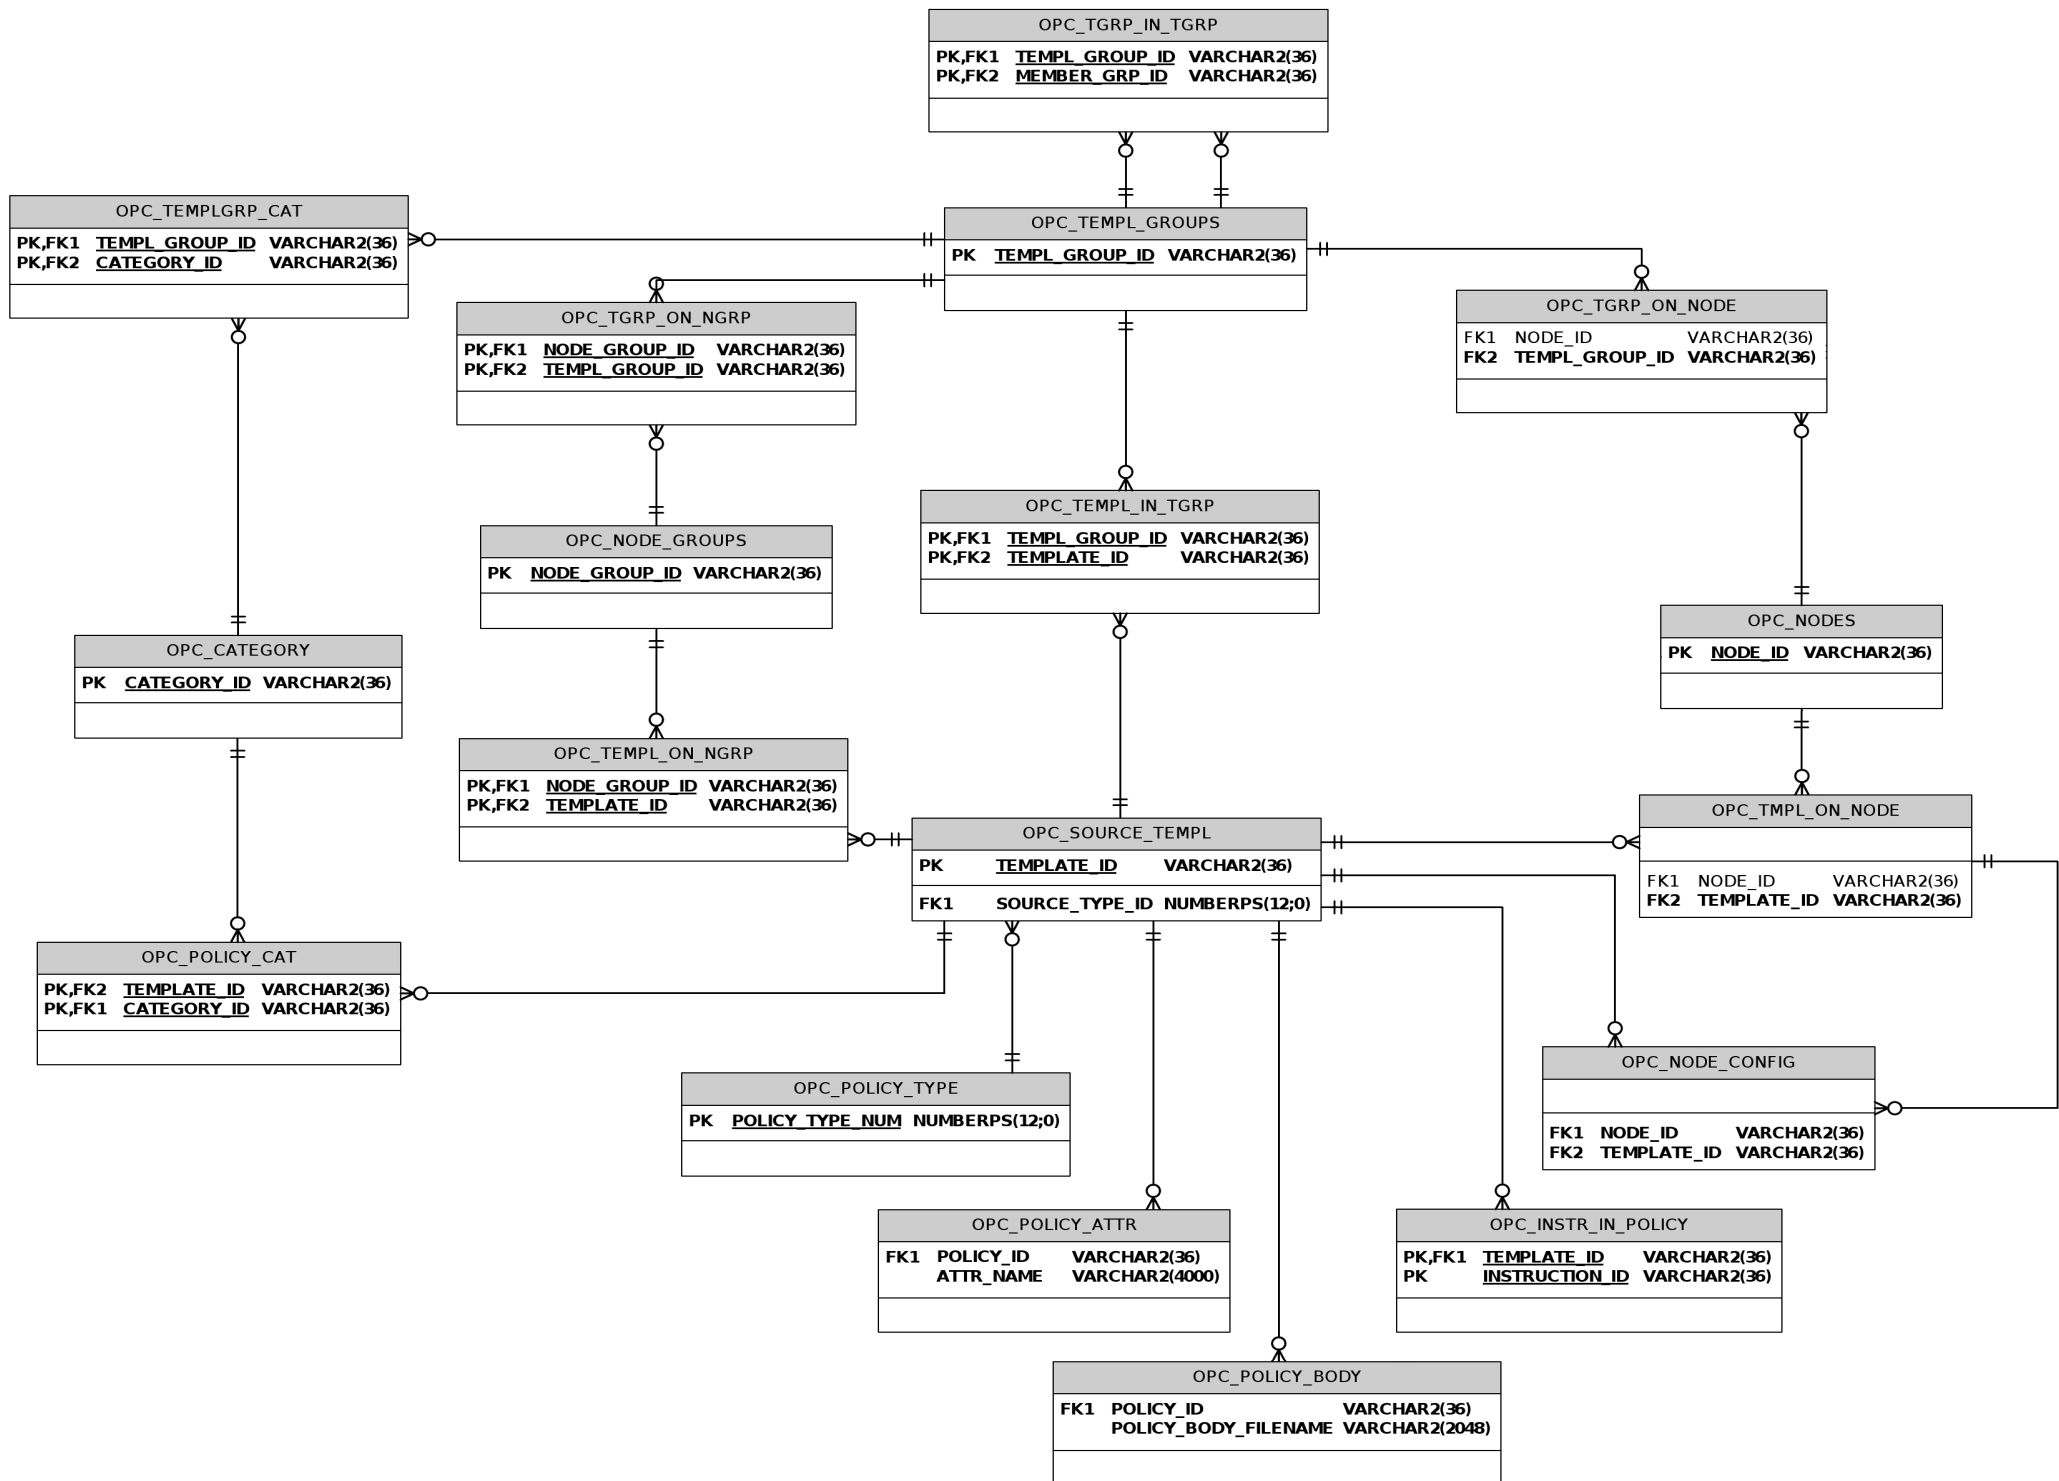 OPC_TGRP_IN_TGRP
PK,FK1 TEMPL_GROUP_ID VARCHAR2(36)
PK,FK2 MEMBER_GRP_ID VARCHAR2(36)
OPC_TEMPLGRP_CAT
PK,FK1 TEMPL_GROUP_ID VARCHAR2(36)
PK,FK2 CATEGORY_ID VARCHAR2(36)
OPC_TEMPL_GROUPS
PK TEMPL_GROUP_ID VARCHAR2(36)
OPC_TGRP_ON_NGRP
PK,FK1 NODE_GROUP_ID VARCHAR2(36)
PK,FK2 TEMPL_GROUP_ID VARCHAR2(36)
OPC_TGRP_ON_NODE
FK1 NODE_ID VARCHAR2(36)
FK2 TEMPL_GROUP_ID VARCHAR2(36)
OPC_NODE_GROUPS
PK NODE_GROUP_ID VARCHAR2(36)
OPC_TEMPL_IN_TGRP
PK,FK1 TEMPL_GROUP_ID VARCHAR2(36)
PK,FK2 TEMPLATE_ID VARCHAR2(36)
OPC_NODES
PK NODE_ID VARCHAR2(36)
OPC_CATEGORY
PK CATEGORY_ID VARCHAR2(36)
OPC_TEMPL_ON_NGRP
PK,FK1 NODE_GROUP_ID VARCHAR2(36)
PK,FK2 TEMPLATE_ID VARCHAR2(36)
OPC_SOURCE_TEMPL
PK TEMPLATE_ID VARCHAR2(36)
FK1 SOURCE_TYPE_ID NUMBERPS(12;0)
OPC_TMPL_ON_NODE
FK1 NODE_ID VARCHAR2(36)
FK2 TEMPLATE_ID VARCHAR2(36)
OPC_POLICY_CAT
PK,FK2 TEMPLATE_ID VARCHAR2(36)
PK,FK1 CATEGORY_ID VARCHAR2(36)
OPC_POLICY_TYPE
PK POLICY_TYPE_NUM NUMBERPS(12;0)
OPC_NODE_CONFIG
FK1 NODE_ID VARCHAR2(36)
FK2 TEMPLATE_ID VARCHAR2(36)
OPC_POLICY_ATTR
FK1 POLICY_ID VARCHAR2(36)
ATTR_NAME VARCHAR2(4000)
OPC_INSTR_IN_POLICY
PK,FK1 TEMPLATE_ID VARCHAR2(36)
PK INSTRUCTION_ID VARCHAR2(36)
OPC_POLICY_BODY
FK1 POLICY_ID VARCHAR2(36)
POLICY_BODY_FILENAME VARCHAR2(2048)